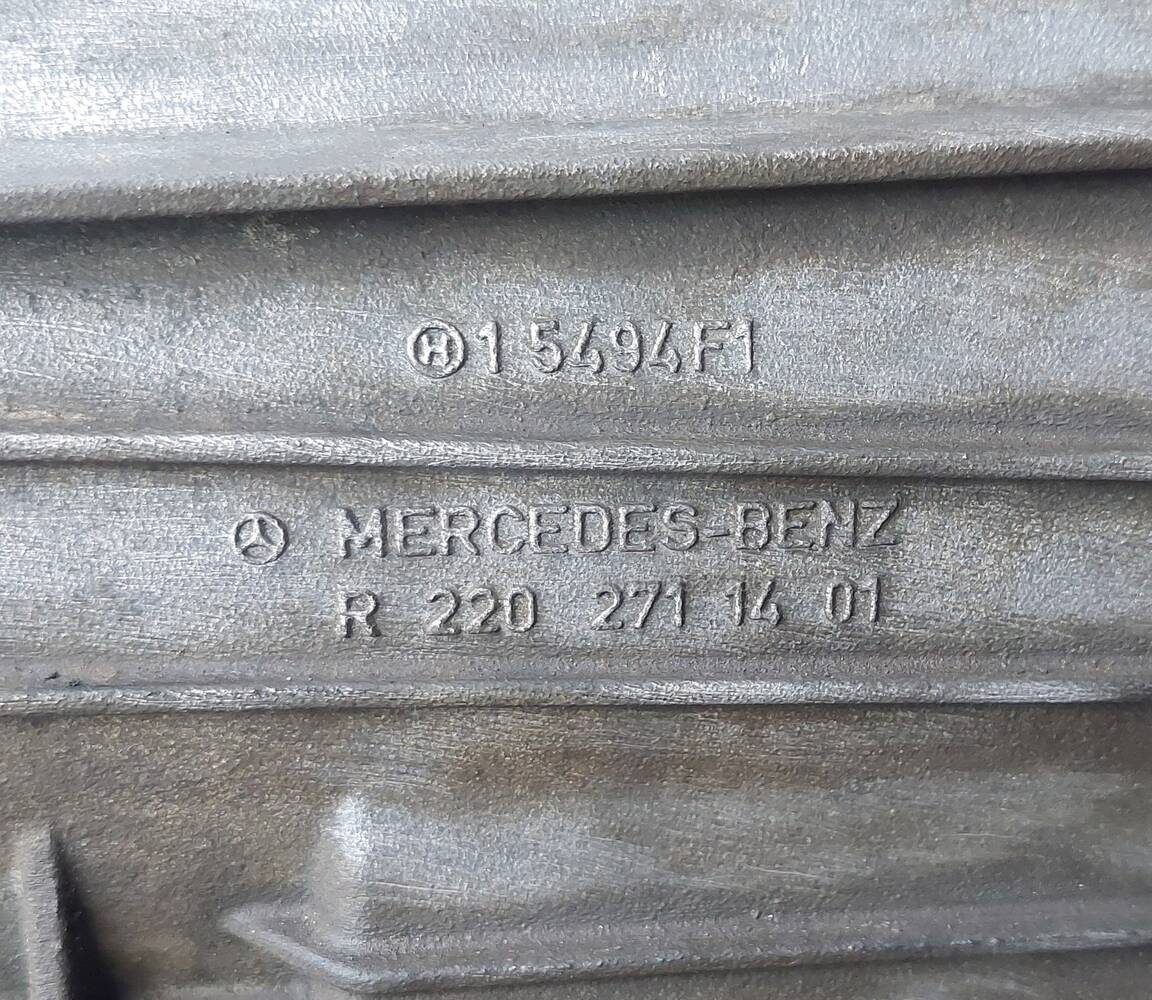 H 1 5494F1
MERCEDES-BENZ
R 220 271 14 01